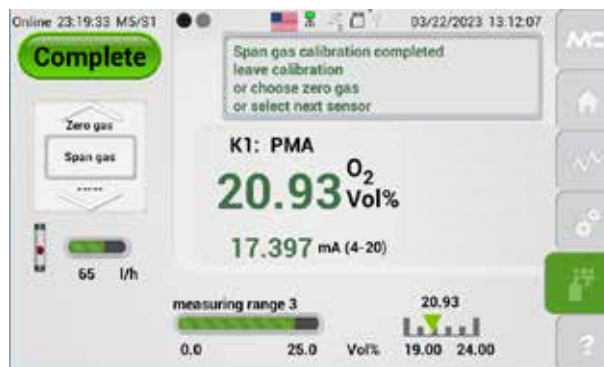 Online 23:19:33 M5/S1
03/22/2023 13:12:07
Complete
Span gas calibration completed
leave calibration
or choose zero gas
or select next sensor
Zero gas
Span gas
-----
65 l/h
K1: PMA
20.93 O2 Vol%
17.397 mA (4-20)
measuring range 3
0.0 25.0 Vol%
20.93
19.00 24.00
MC
?